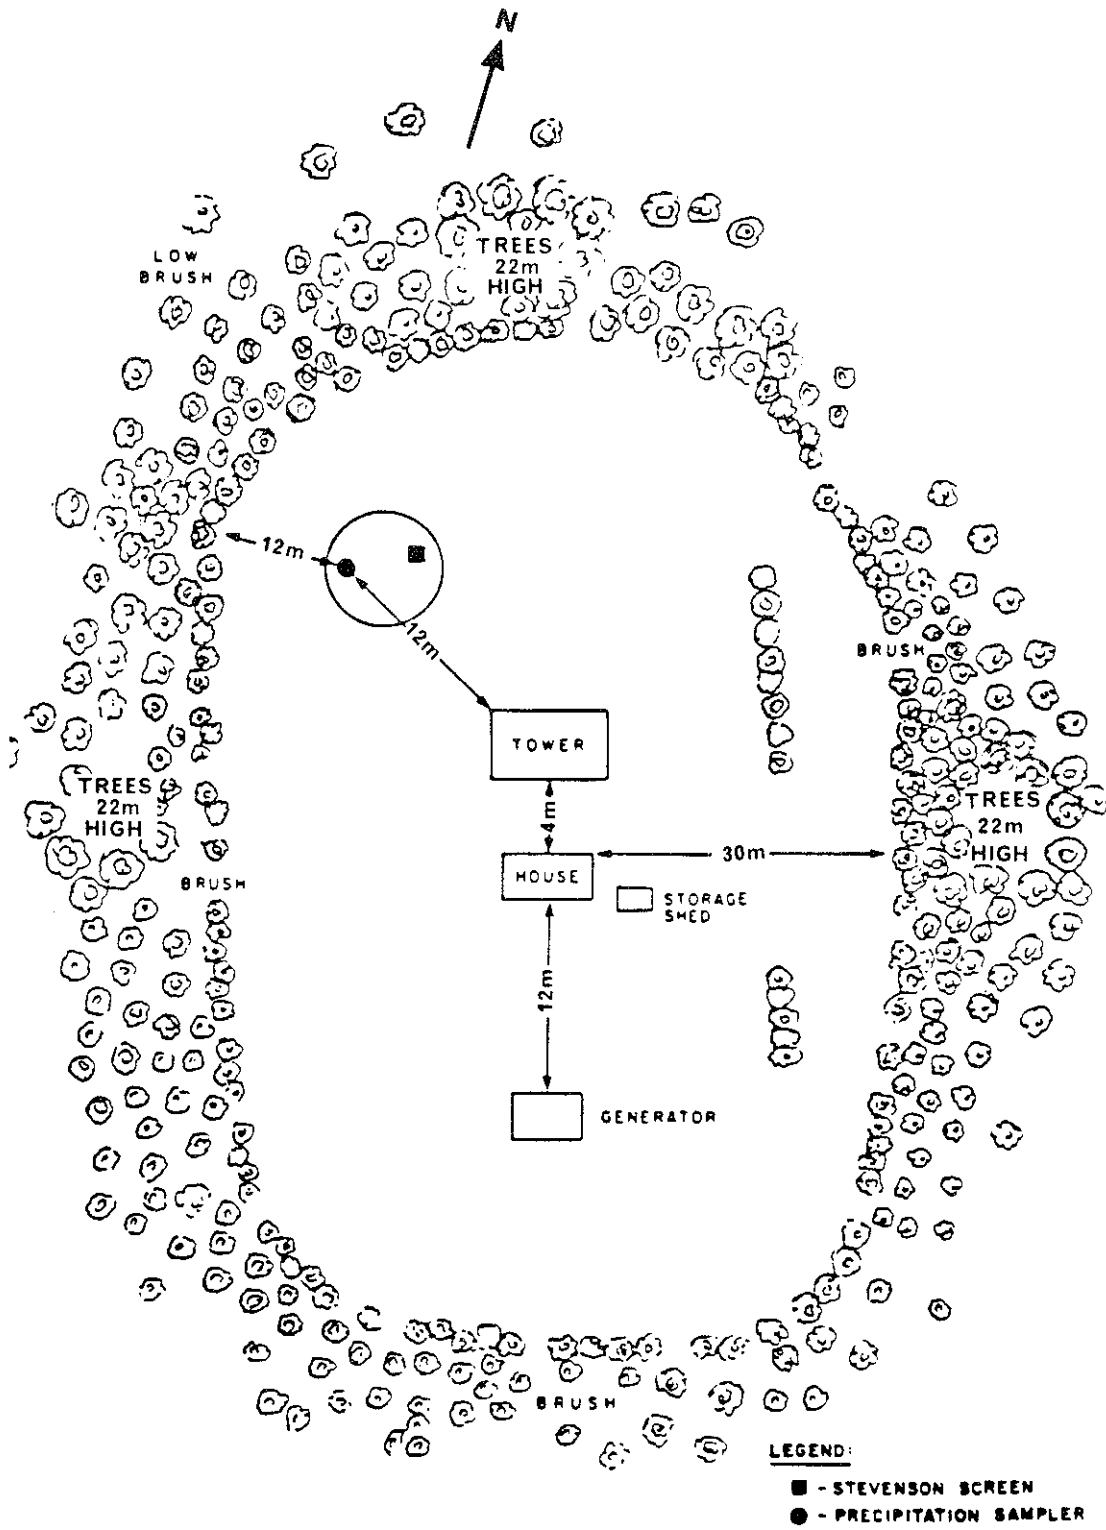 N
TREES
22m
HIGH
LOW
BRUSH
12m
12m
BRUSH
TOWER
TREES
22m
HIGH
TREES
22m
HIGH
4m
30m
HOUSE
BRUSH
STORAGE
SHED
12m
GENERATOR
BRUSH
LEGEND:
- STEVENSON SCREEN
- PRECIPITATION SAMPLER